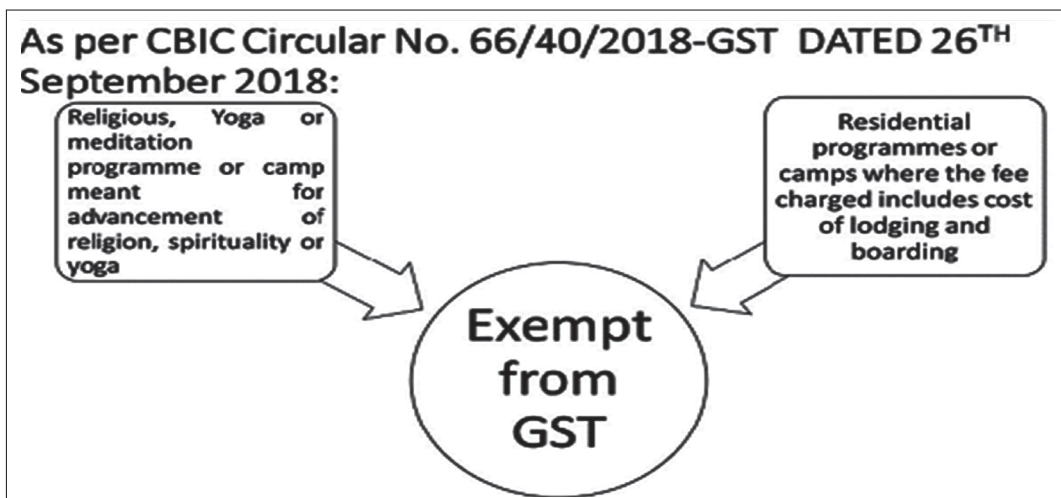 As per CBIC Circular No. 66/40/2018-GST DATED 26TH
September 2018:
Religious, Yoga or
meditation
programme or camp
meant for
advancement of
religion, spirituality or
yoga
Residential
programmes or
camps where the fee
charged includes cost
of lodging and
boarding
Exempt
from
GST